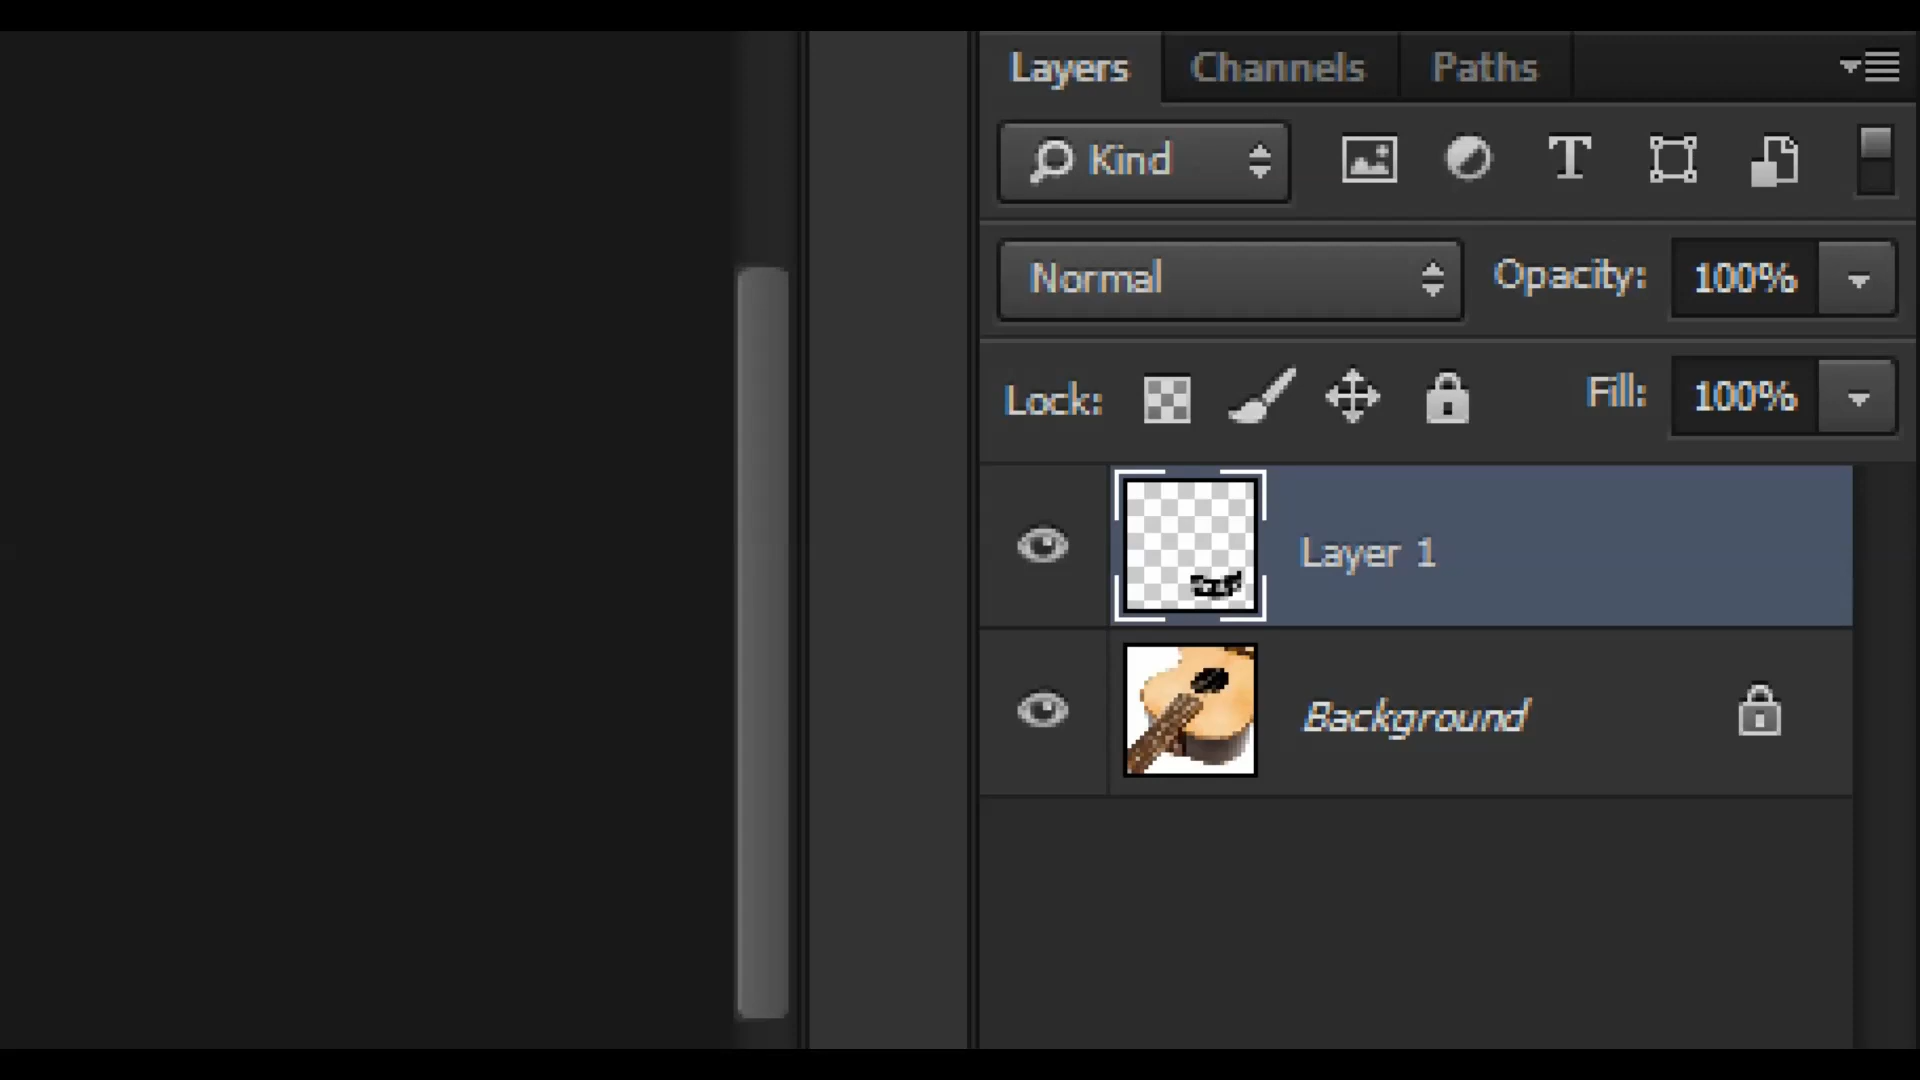 Layers Channels Paths
Kind T
Normal Opacity: 100%
Lock: Fill: 100%
Layer 1
Background